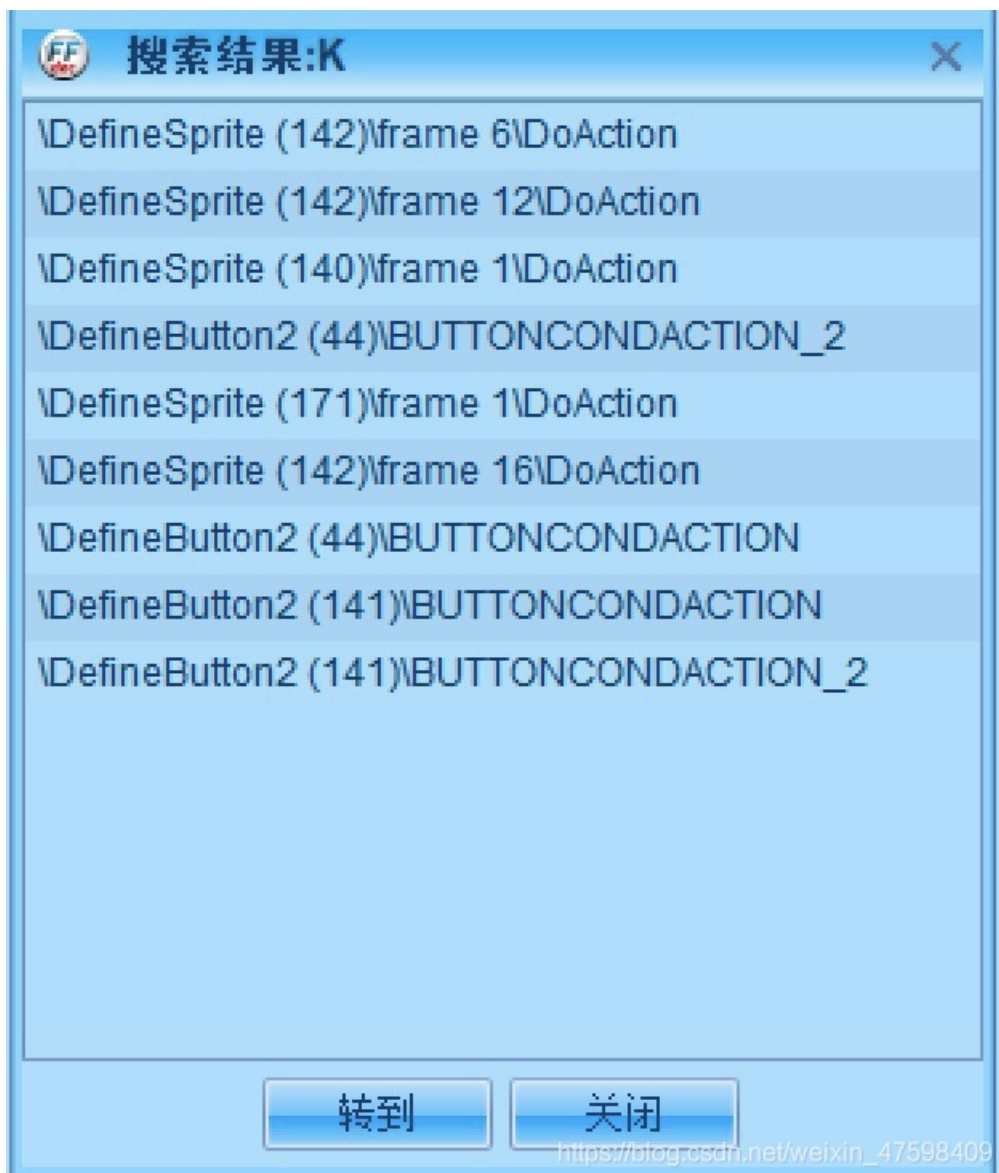 FF
dec
搜索结果:K
\DefineSprite (142)\frame 6\DoAction
\DefineSprite (142)\frame 12\DoAction
\DefineSprite (140)\frame 1\DoAction
\DefineButton2 (44)\BUTTONCONDACTION_2
\DefineSprite (171)\frame 1\DoAction
\DefineSprite (142)\frame 16\DoAction
\DefineButton2 (44)\BUTTONCONDACTION
\DefineButton2 (141)\BUTTONCONDACTION
\DefineButton2 (141)\BUTTONCONDACTION_2
转到 关闭
https://blog.csdn.net/weixin_47598409